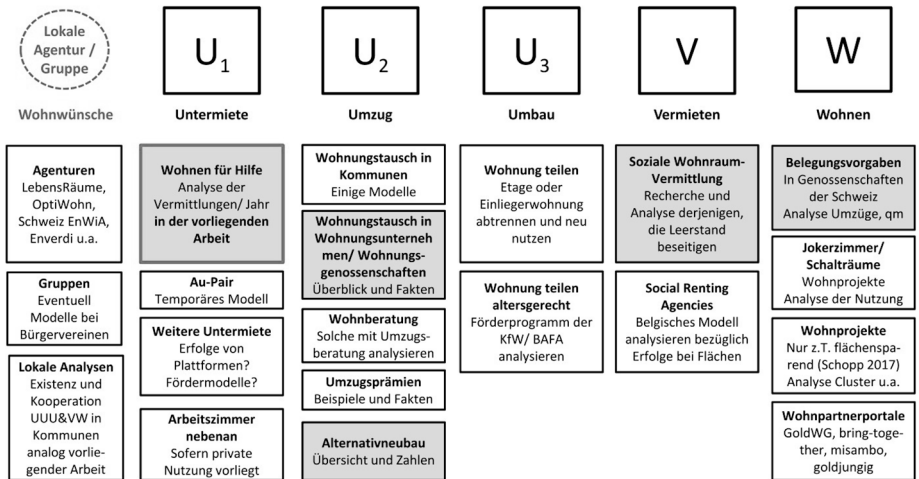 Lokale
Agentur /
Gruppe
Wohnwünsche
U1
Untermiete
U2
Umzug
U3
Umbau
V
Vermieten
W
Wohnen
Agenturen
LebensRäume,
OptiWohn,
Schweiz EnWiA,
Enverdi u.a.
Gruppen
Eventuell
Modelle bei
Bürgervereinen
Lokale Analysen
Existenz und
Kooperation
UUU&VW in
Kommunen
analog vorlie-
gender Arbeit
Wohnen für Hilfe
Analyse der
Vermittlungen/ Jahr
in der vorliegenden
Arbeit
Au-Pair
Temporäres Modell
Weitere Untermiete
Erfolge von
Plattformen?
Fördermodelle?
Arbeitszimmer
nebenan
Sofern private
Nutzung vorliegt
Wohnungstausch in
Kommunen
Einige Modelle
Wohnungstausch in
Wohnungsunterneh
men/ Wohnungs-
genossenschaften
Überblick und Fakten
Wohnberatung
Solche mit Umzugs-
beratung analysieren
Umzugsprämien
Beispiele und Fakten
Alternativneubau
Übersicht und Zahlen
Wohnung teilen
Etage oder
Einliegerwohnung
abtrennen und neu
nutzen
Wohnung teilen
altersgerecht
Förderprogramm der
KfW/ BAFA
analysieren
Soziale Wohnraum-
Vermittlung
Recherche und
Analyse derjenigen,
die Leerstand
beseitigen
Social Renting
Agencies
Belgisches Modell
analysieren bezüglich
Erfolge bei Flächen
Belegungsvorgaben
In Genossenschaften
der Schweiz
Analyse Umzüge, qm
Jokerzimmer/
Schalträume
Wohnprojekte
Analyse der Nutzung
Wohnprojekte
Nur z.T. flächenspa-
rend (Schopp 2017)
Analyse Cluster u.a.
Wohnpartnerportale
GoldWG, bring-toge-
ther, misambo,
goldjungig